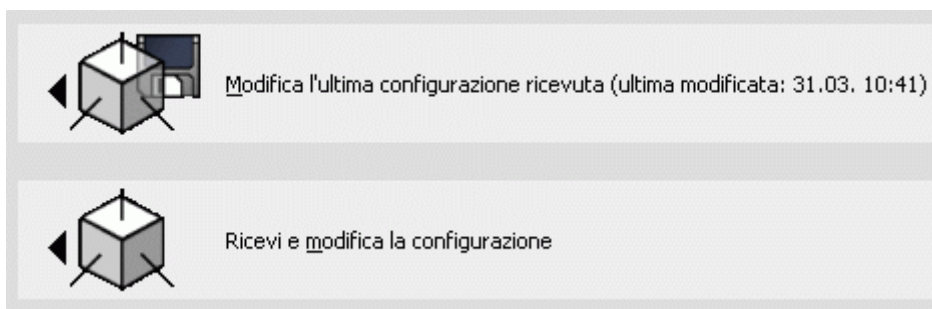 Modifica l'ultima configurazione ricevuta (ultima modificata: 31.03. 10:41)
Ricevi e modifica la configurazione